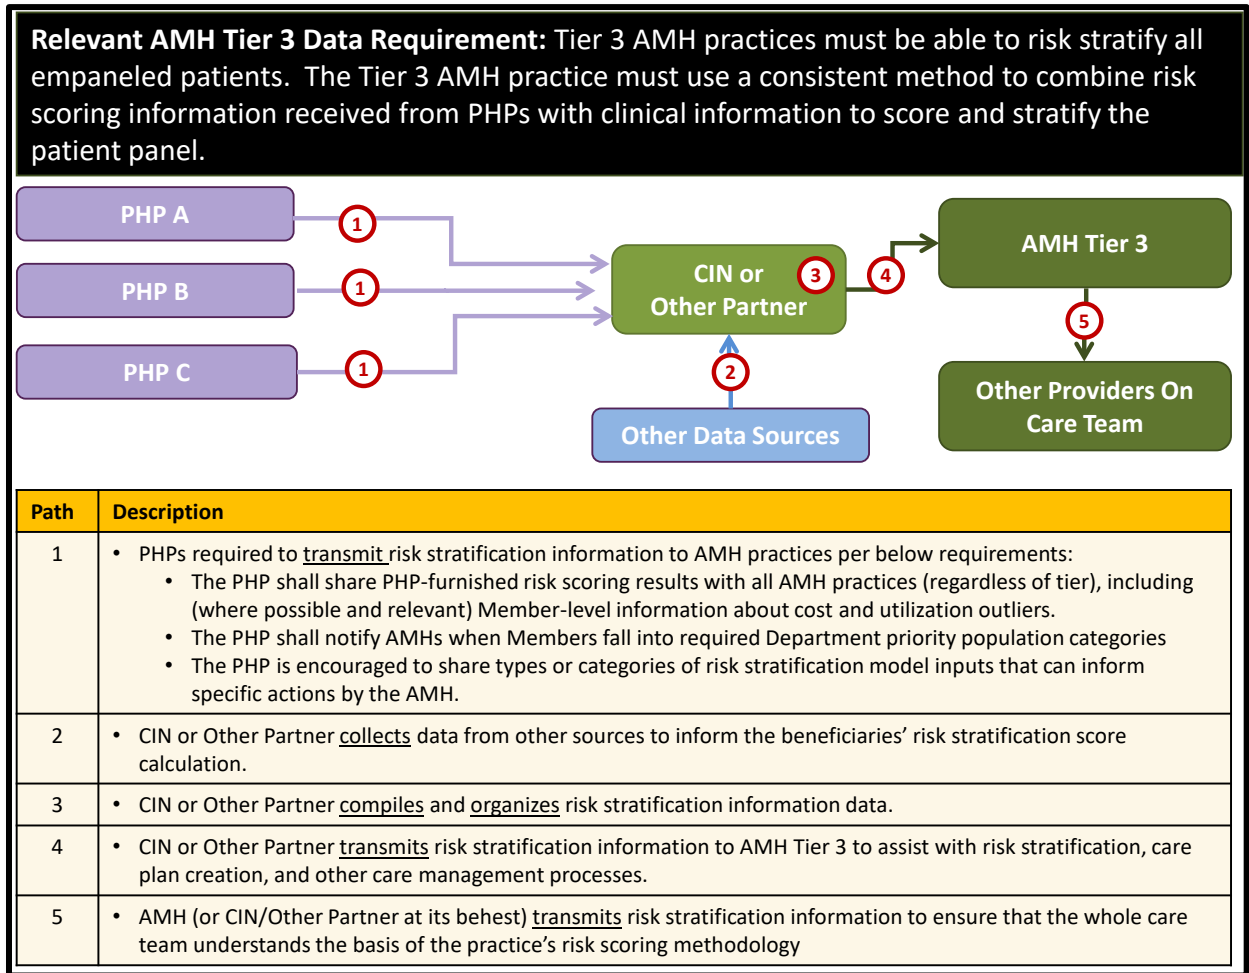 Relevant AMH Tier 3 Data Requirement: Tier 3 AMH practices must be able to risk stratify all
empaneled patients.  The Tier 3 AMH practice must use a consistent method to combine risk
scoring information received from PHPs with clinical information to score and stratify the
patient panel.
PHP A
1
PHP B
1
PHP C
1
CIN or
Other Partner
3
4
2
Other Data Sources
AMH Tier 3
5
Other Providers On
Care Team
Path Description
1 • PHPs required to transmit risk stratification information to AMH practices per below requirements:
• The PHP shall share PHP-furnished risk scoring results with all AMH practices (regardless of tier), including
(where possible and relevant) Member-level information about cost and utilization outliers.
• The PHP shall notify AMHs when Members fall into required Department priority population categories
• The PHP is encouraged to share types or categories of risk stratification model inputs that can inform
specific actions by the AMH.
2 • CIN or Other Partner collects data from other sources to inform the beneficiaries’ risk stratification score
calculation.
3 • CIN or Other Partner compiles and organizes risk stratification information data.
4 • CIN or Other Partner transmits risk stratification information to AMH Tier 3 to assist with risk stratification, care
plan creation, and other care management processes.
5 • AMH (or CIN/Other Partner at its behest) transmits risk stratification information to ensure that the whole care
team understands the basis of the practice’s risk scoring methodology